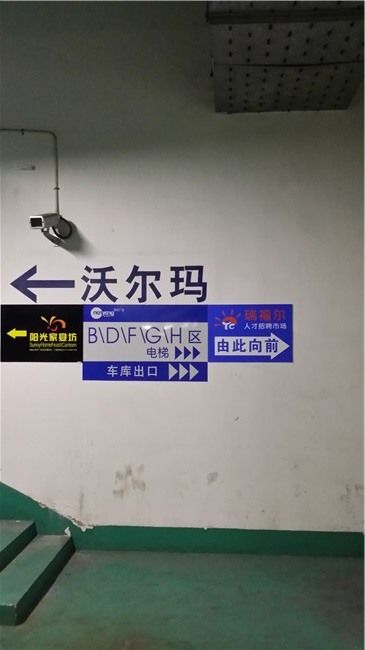 沃尔玛
阳光家宴坊
SunnyHomeFeastCanteen
B\D\F\G\H 区
电梯
车库出口
瑞福尔
人才招聘市场
由此向前